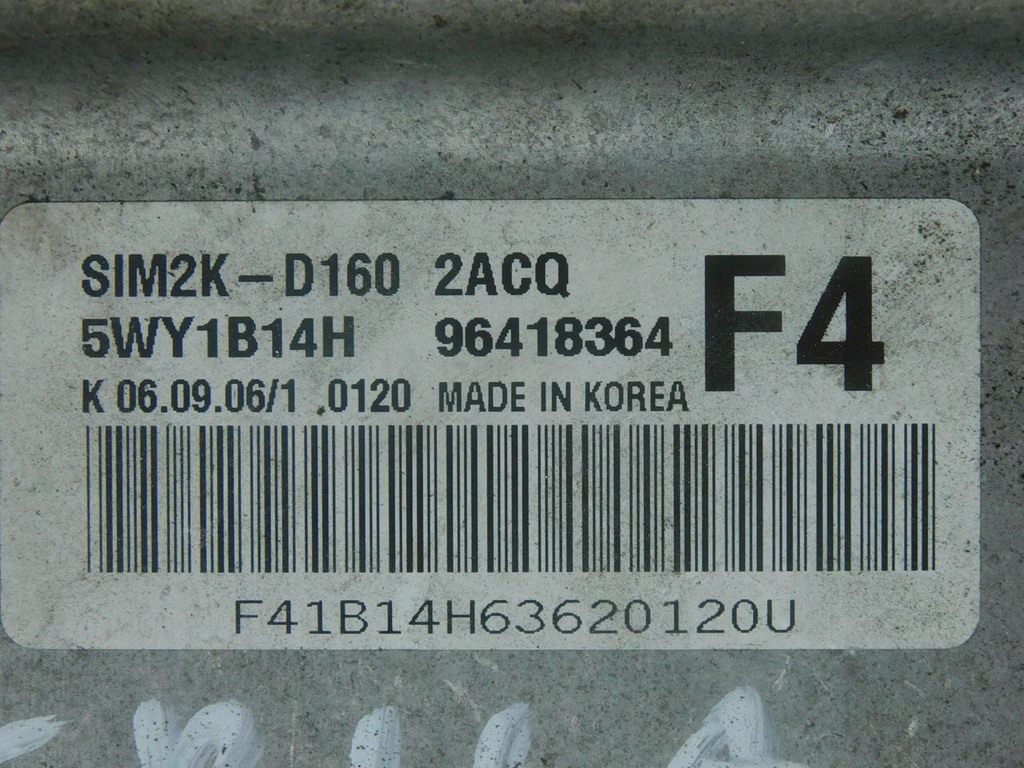 SIM2K-D160 2ACQ F4
5WY1B14H 96418364
K 06.09.06/1 .0120 MADE IN KOREA
F41B14H63620120U